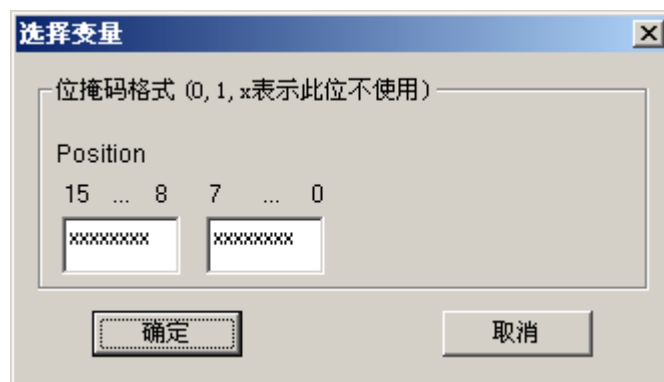 选择变量
位掩码格式 (0, 1, x表示此位不使用)
Position
15 ... 8 7 ... 0
xxxxxxxx xxxxxxxx
确定 取消